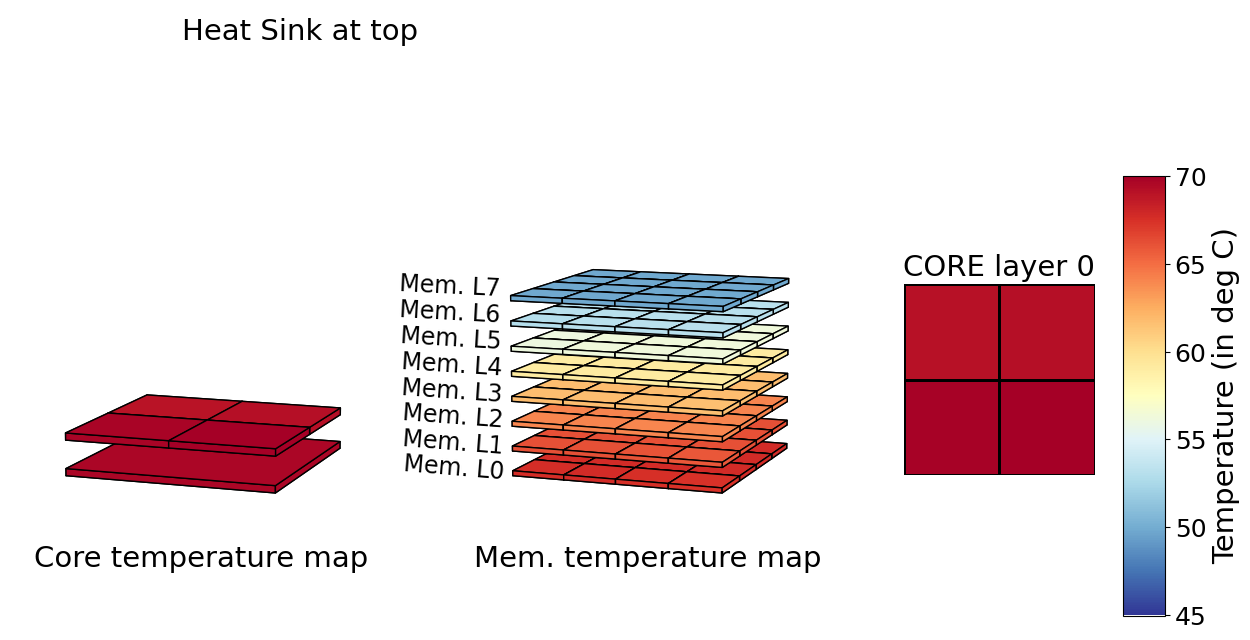 Heat Sink at top
Mem. L7
Mem. L6
Mem. L5
Mem. L4
Mem. L3
Mem. L2
Mem. L1
Mem. L0
Core temperature map
Mem. temperature map
CORE layer 0
70
65
60
55
50
45
Temperature (in deg C)